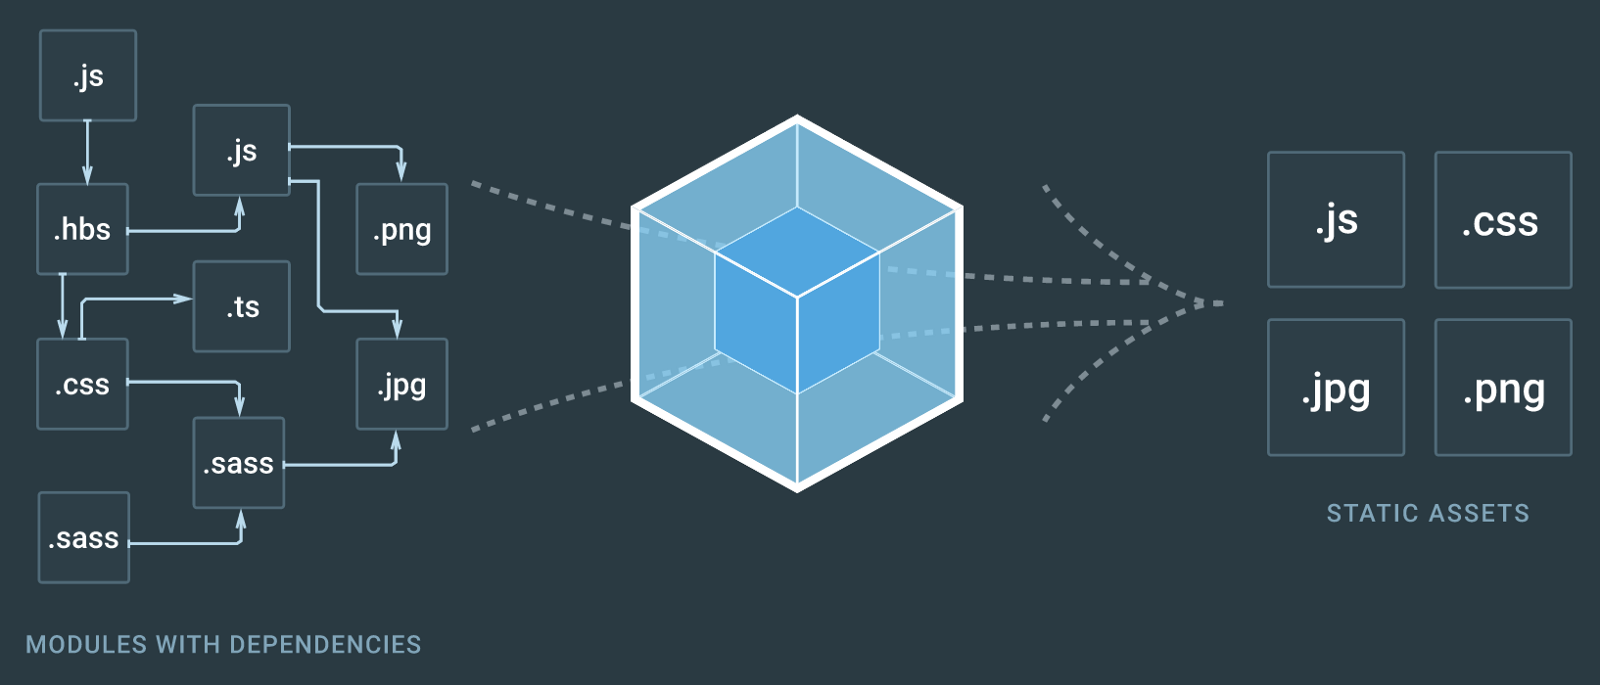 .js
.js
.hbs
.png
.ts
.css
.jpg
.sass
.sass
MODULES WITH DEPENDENCIES
.js
.css
.jpg
.png
STATIC ASSETS